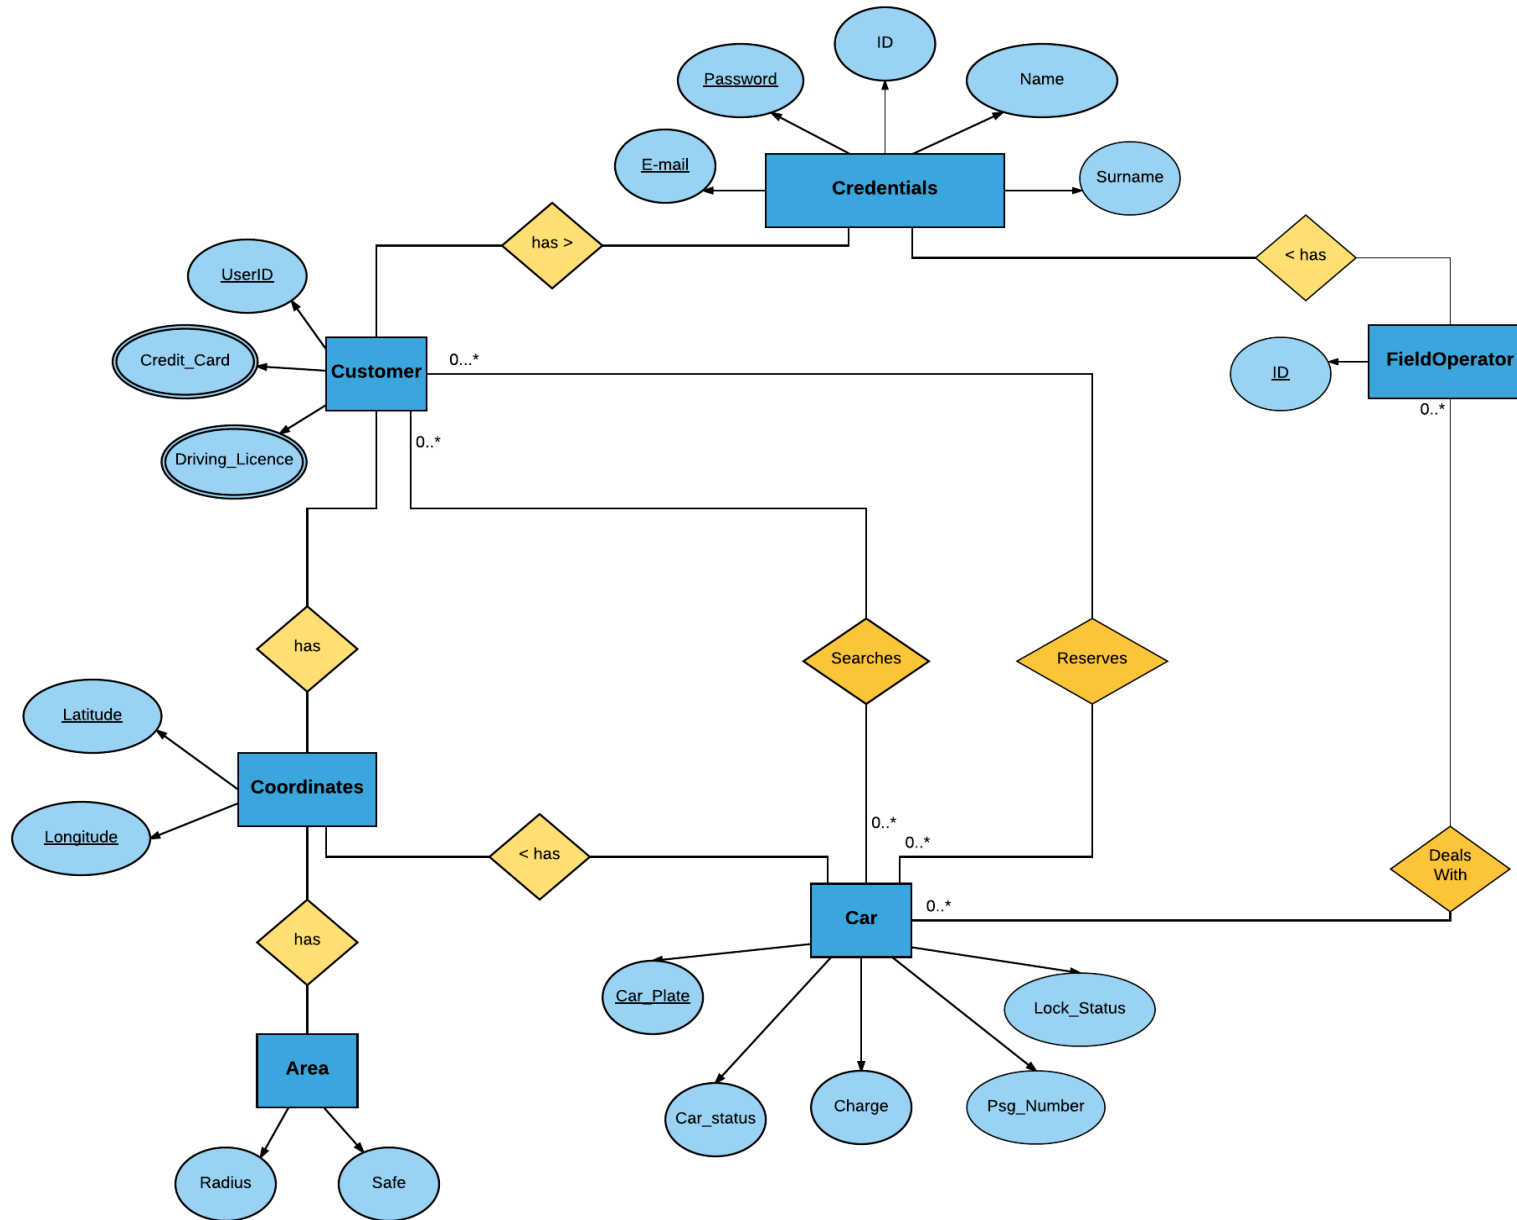 ID
Password
Name
E-mail
Credentials
Surname
has >
< has
UserID
Credit_Card
Customer
0...*
FieldOperator
ID
0..*
0..*
Driving_Licence
has
Searches
Reserves
Latitude
Coordinates
Longitude
0..*
0..*
< has
Deals
With
Car
0..*
has
Car_Plate
Lock_Status
Area
Car_status
Charge
Psg_Number
Radius
Safe